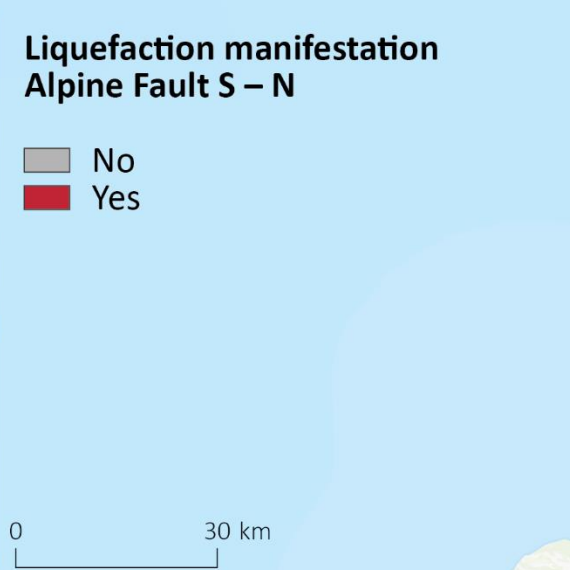 Liquefaction manifestation
Alpine Fault S – N
No
Yes
0 30 km